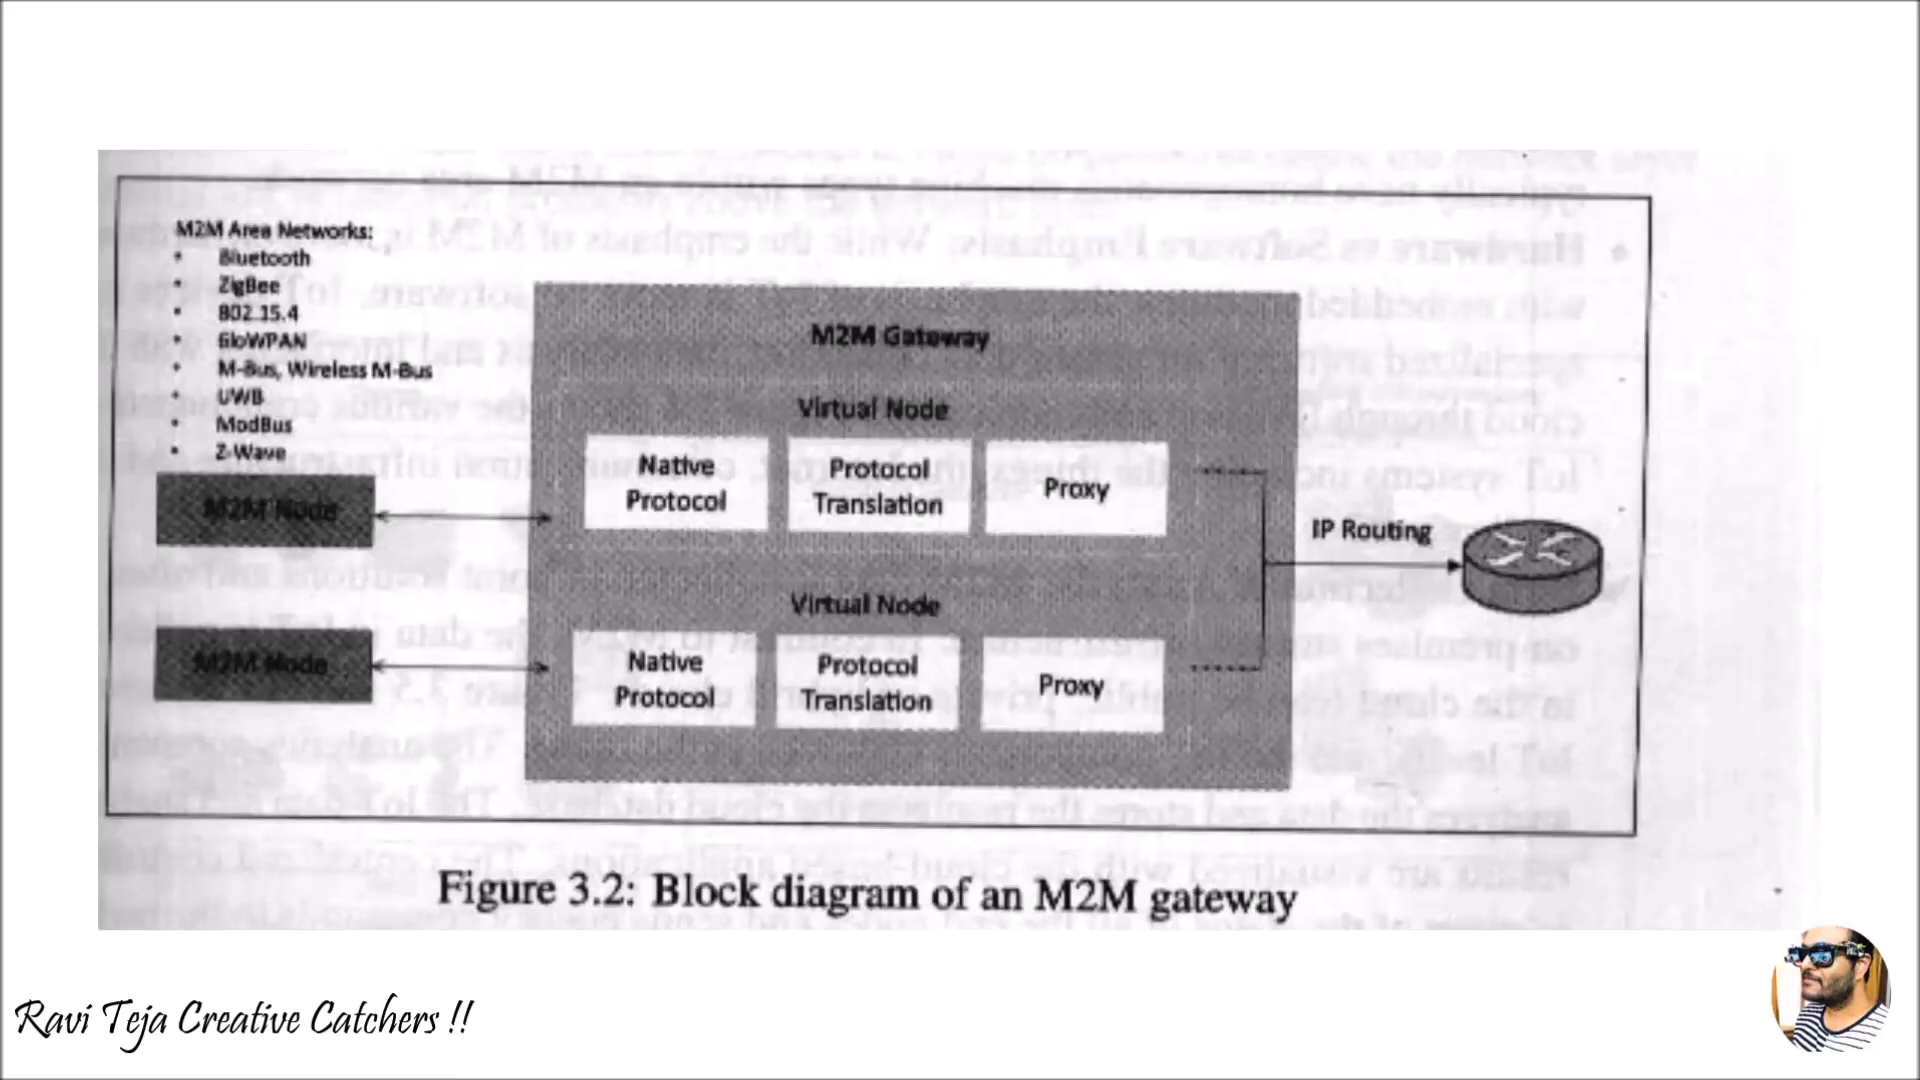 M2M Area Networks:
• Bluetooth
• ZigBee
• 802.15.4
• 6loWPAN
• M-Bus, Wireless M-Bus
• UWB
• ModBus
• Z-Wave
M2M Node
M2M Node
M2M Gateway
Virtual Node
Native
Protocol
Protocol
Translation
Proxy
Virtual Node
Native
Protocol
Protocol
Translation
Proxy
IP Routing
Figure 3.2: Block diagram of an M2M gateway
Ravi Teja Creative Catchers !!